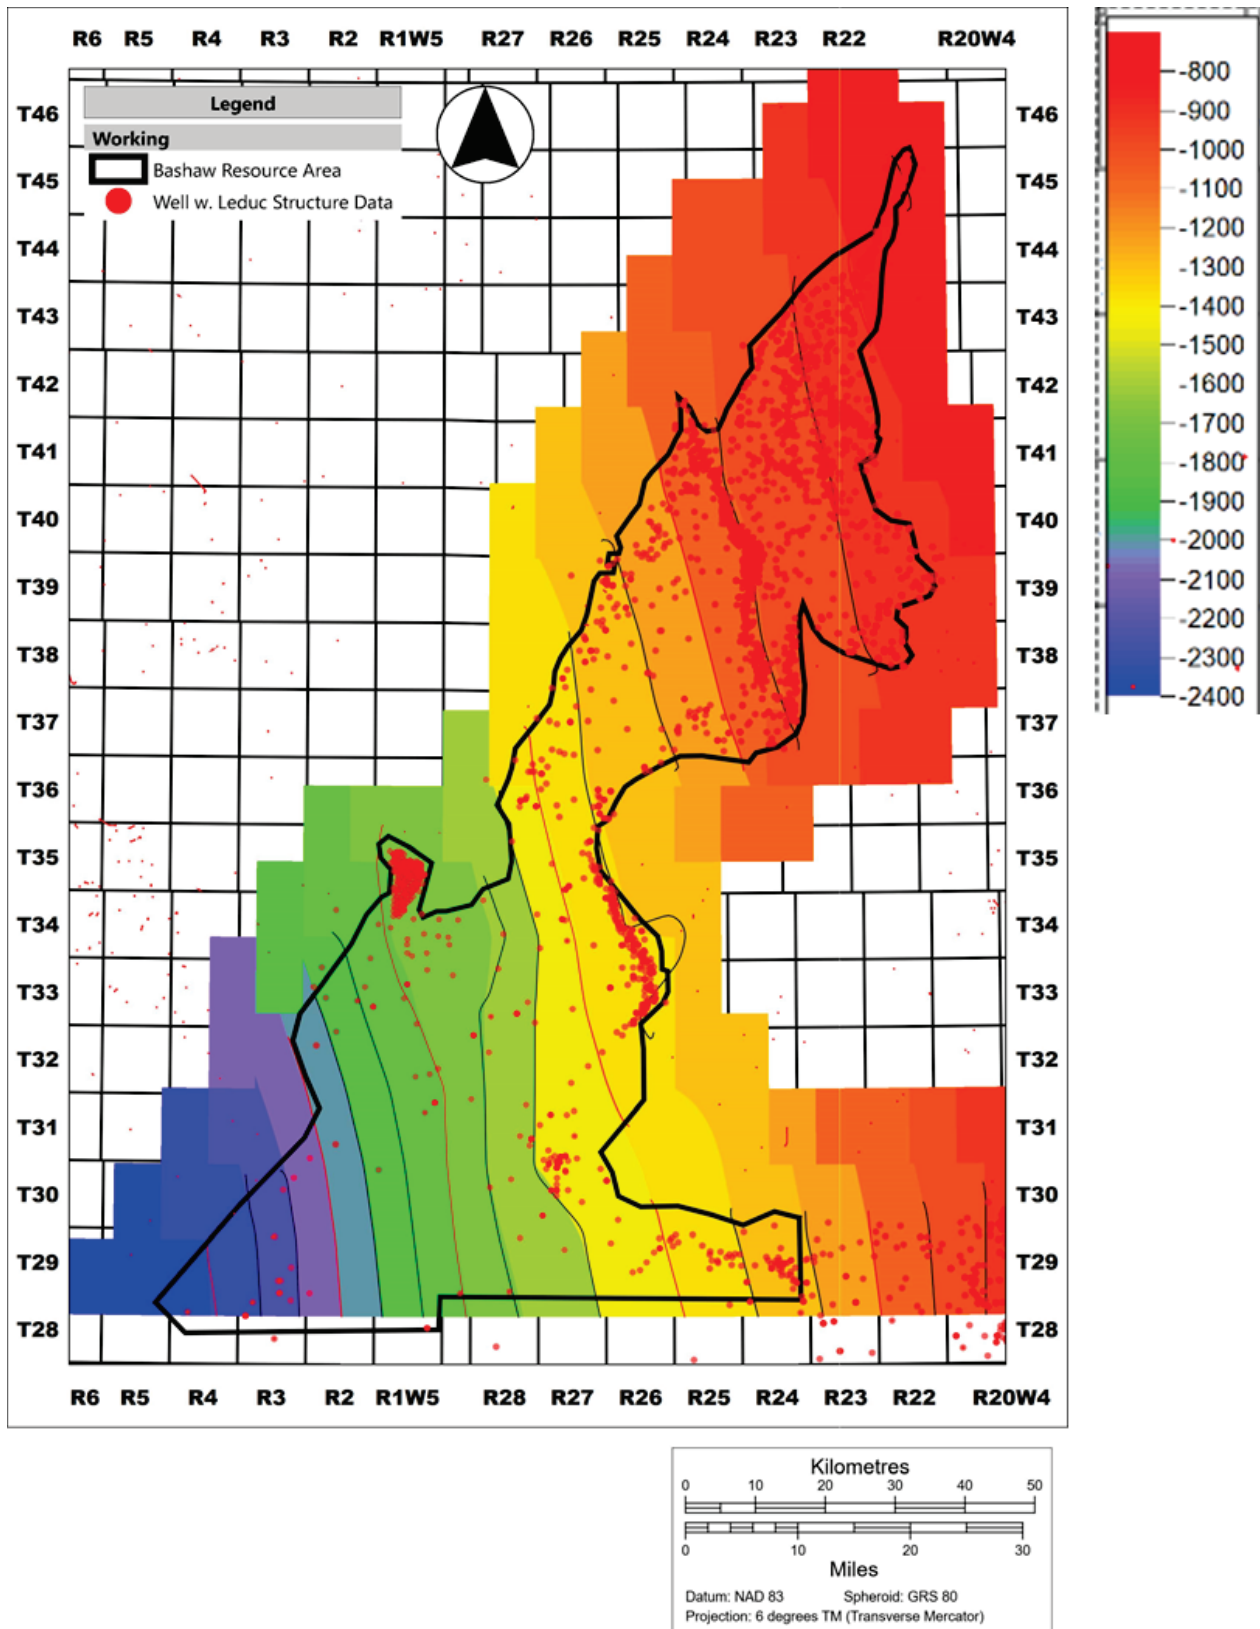 R6 R5 R4 R3 R2 R1W5 R27 R26 R25 R24 R23 R22 R20W4
Legend
Working
Bashaw Resource Area
Well w. Leduc Structure Data
T46 T46
T45 T45
T44 T44
T43 T43
T42 T42
T41 T41
T40 T40
T39 T39
T38 T38
T37 T37
T36 T36
T35 T35
T34 T34
T33 T33
T32 T32
T31 T31
T30 T30
T29 T29
T28 T28
R6 R5 R4 R3 R2 R1W5 R28 R27 R26 R25 R24 R23 R22 R20W4
-800
-900
-1000
-1100
-1200
-1300
-1400
-1500
-1600
-1700
-1800
-1900
-2000
-2100
-2200
-2300
-2400
Kilometres
0 10 20 30 40 50
0 10 20 30
Miles
Datum: NAD 83 Spheroid: GRS 80
Projection: 6 degrees TM (Transverse Mercator)